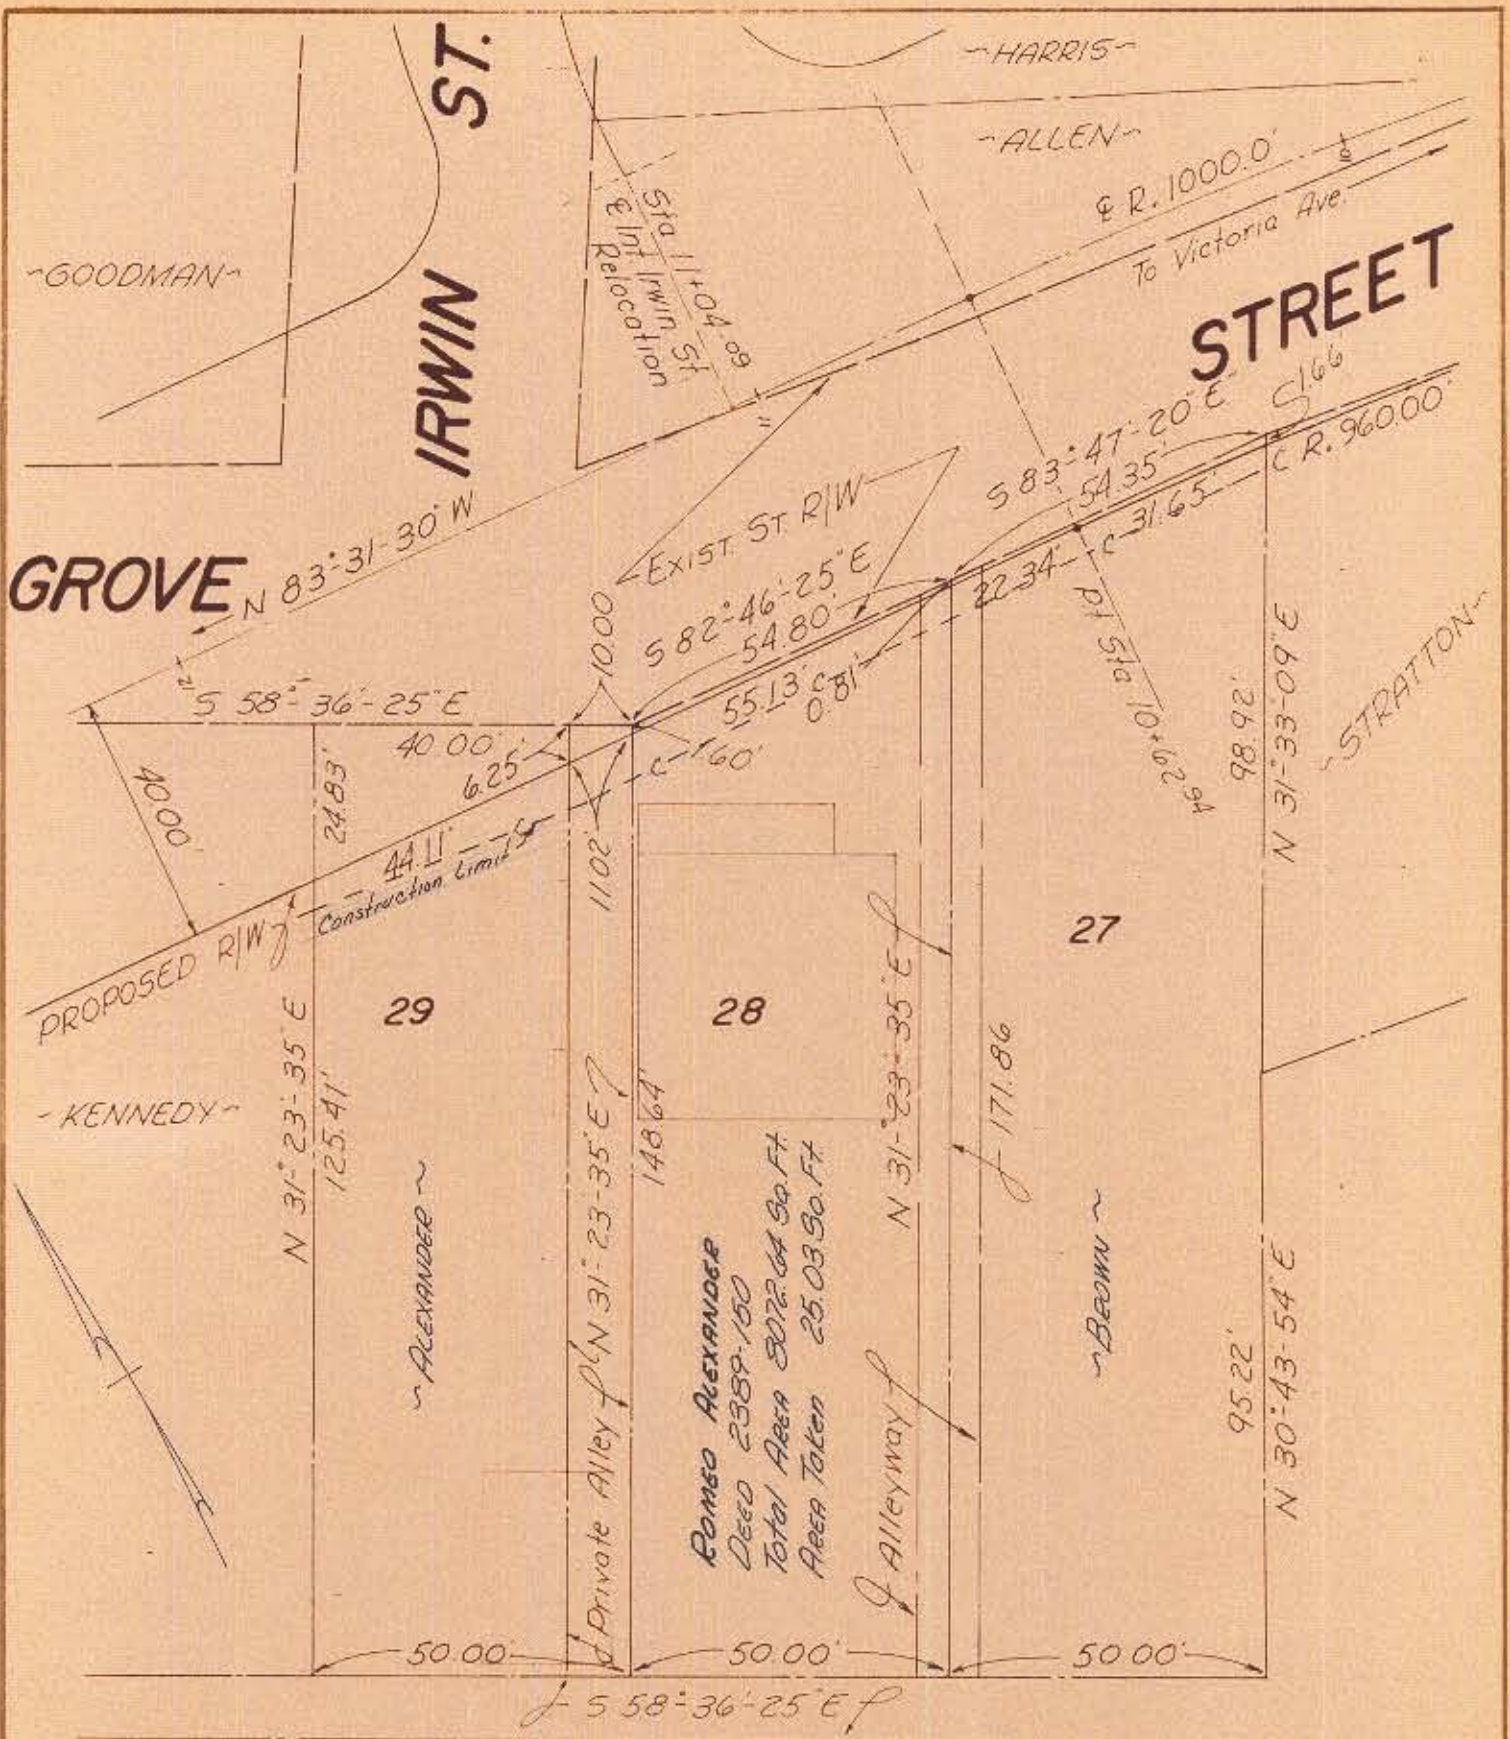 IRWIN ST.
~HARRIS~
~ALLEN~
~GOODMAN~
Sta 11+04.09
℄ Int Irwin St
Relocation
℄ R. 1000.0'
To Victoria Ave.
GROVE STREET
N 83°-31'-30" W
EXIST. ST. R/W
S 83°-47'-20" E
54.35'
1.66
C R. 960.00'
31.65'
22.34'
S 82°-46'-25" E
54.80'
55.13'
0.81'
10.00
60'
pt Sta 10+62.94
S 58°-36'-25" E
40.00'
6.25'
24.83'
40.00'
44.11'
Construction Limits
11.02'
PROPOSED R/W
98.92'
N 31°-33'-09" E
~STRATTON~
29
28
27
~KENNEDY~
N 31°-23'-35" E
125.41'
~ALEXANDER~
Private Alley
N 31°-23'-35" E
148.64'
ROMEO ALEXANDER
DEED 2389-150
Total AREA 8072.64 SQ.Ft.
AREA Taken 25.03 SQ.Ft.
N 31°-23'-35" E
Alleyway
171.86
~BROWN~
95.22'
N 30°-43'-54" E
50.00'
50.00'
50.00'
S 58°-36'-25" E